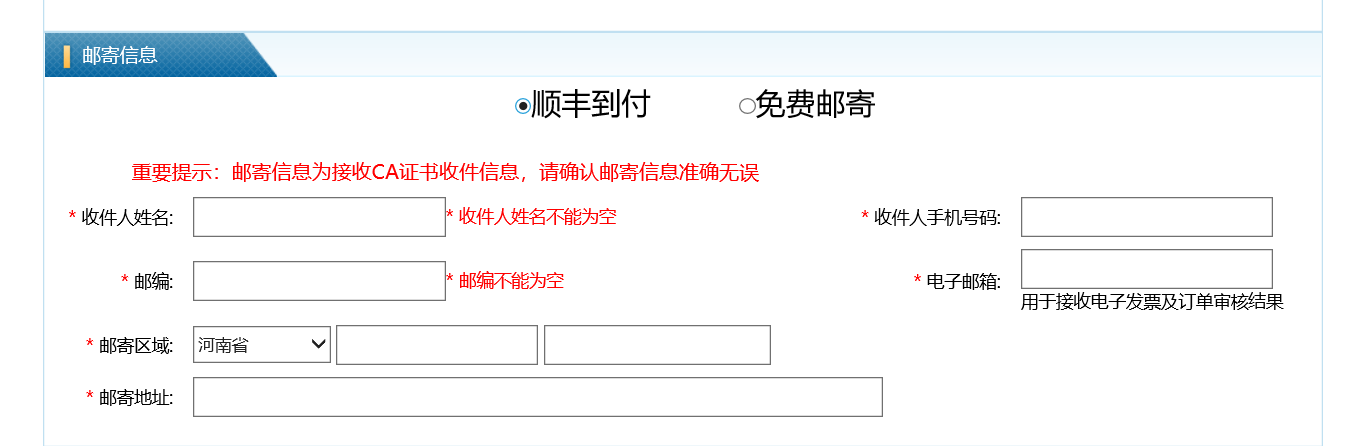 邮寄信息
顺丰到付 免费邮寄
重要提示：邮寄信息为接收CA证书收件信息，请确认邮寄信息准确无误
* 收件人姓名: * 收件人姓名不能为空 * 收件人手机号码:
* 邮编: * 邮编不能为空 * 电子邮箱:
用于接收电子发票及订单审核结果
* 邮寄区域: 河南省
* 邮寄地址: